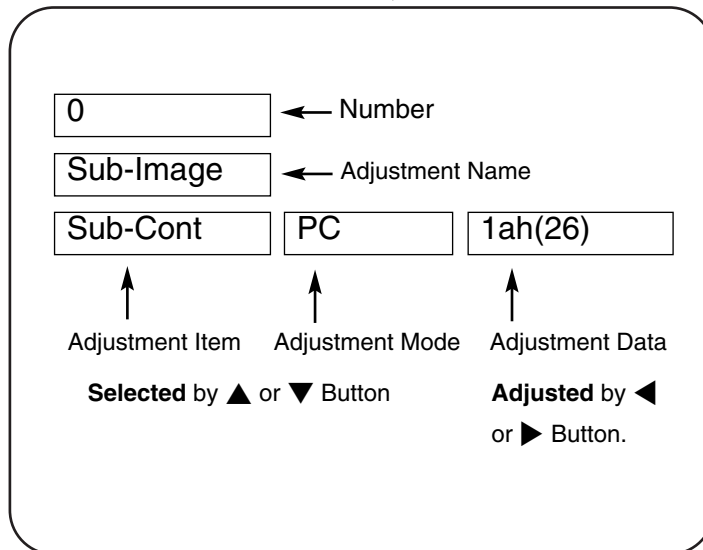 0 Number
Sub-Image Adjustment Name
Sub-Cont PC 1ah(26)
Adjustment Item Adjustment Mode Adjustment Data
Selected by ▲ or ▼ Button Adjusted by ◀
or ▶ Button.